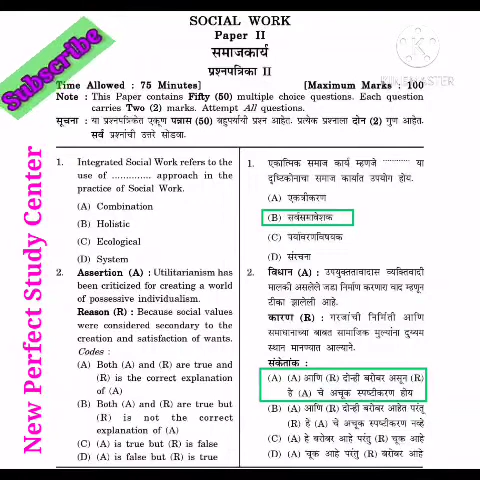 SOCIAL WORK
Paper II
समाजकार्य
प्रश्नपत्रिका II
Subscribe
KINEMASTER
Time Allowed : 75 Minutes]
[Maximum Marks : 100
Note : This Paper contains Fifty (50) multiple choice questions. Each question
carries Two (2) marks. Attempt All questions.
सूचना : या प्रश्नपत्रिकेत एकूण पन्नास (50) बहुपर्यायी प्रश्न आहेत. प्रत्येक प्रश्नाला दोन (2) गुण आहेत.
सर्व प्रश्नांची उत्तरे सोडवा.
New Perfect Study Center
1. Integrated Social Work refers to the
use of .............. approach in the
practice of Social Work.
(A) Combination
(B) Holistic
(C) Ecological
(D) System
2. Assertion (A) : Utilitarianism has
been criticized for creating a world
of possessive individualism.
Reason (R) : Because social values
were considered secondary to the
creation and satisfaction of wants.
Codes :
(A) Both (A) and (R) are true and
(R) is the correct explanation
of (A)
(B) Both (A) and (R) are true but
(R) is not the correct
explanation of (A)
(C) (A) is true but (R) is false
(D) (A) is false but (R) is true
1. एकात्मिक समाज कार्य म्हणजे .............. या
दृष्टिकोनाचा समाज कार्यात उपयोग होय.
(A) एकत्रीकरण
(B) सर्वसमावेशक
(C) पर्यावरणविषयक
(D) संरचना
2. विधान (A) : उपयुक्ततावादास व्यक्तिवादी
मालकी असलेले जग निर्माण करणारा वाद म्हणून
टीका झालेली आहे.
कारण (R) : गरजांची निर्मिती आणि
समाधानाच्या बाबत सामाजिक मुल्यांना दुय्यम
स्थान मानण्यात आल्याने.
संकेतांक :
(A) (A) आणि (R) दोन्ही बरोबर असून (R)
हे (A) चे अचूक स्पष्टीकरण होय
(B) (A) आणि (R) दोन्ही बरोबर आहेत परंतु
(R) हे (A) चे अचूक स्पष्टीकरण नव्हे
(C) (A) हे बरोबर आहे परंतु (R) चूक आहे
(D) (A) चूक आहे परंतु (R) बरोबर आहे